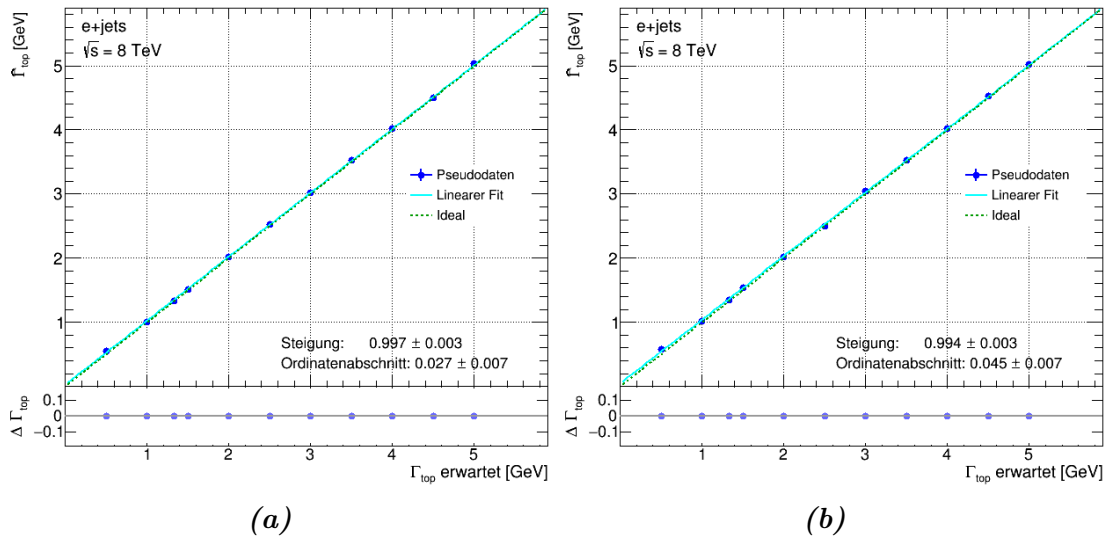 Γ̂top [GeV]
e+jets
√s = 8 TeV
5
4
3
2
1
Pseudodaten
Linearer Fit
Ideal
Steigung: 0.997 ± 0.003
Ordinatenabschnitt: 0.027 ± 0.007
Δ Γtop
0.1
0
−0.1
1 2 3 4 5
Γtop erwartet [GeV]
(a)
Γ̂top [GeV]
e+jets
√s = 8 TeV
5
4
3
2
1
Pseudodaten
Linearer Fit
Ideal
Steigung: 0.994 ± 0.003
Ordinatenabschnitt: 0.045 ± 0.007
Δ Γtop
0.1
0
−0.1
1 2 3 4 5
Γtop erwartet [GeV]
(b)